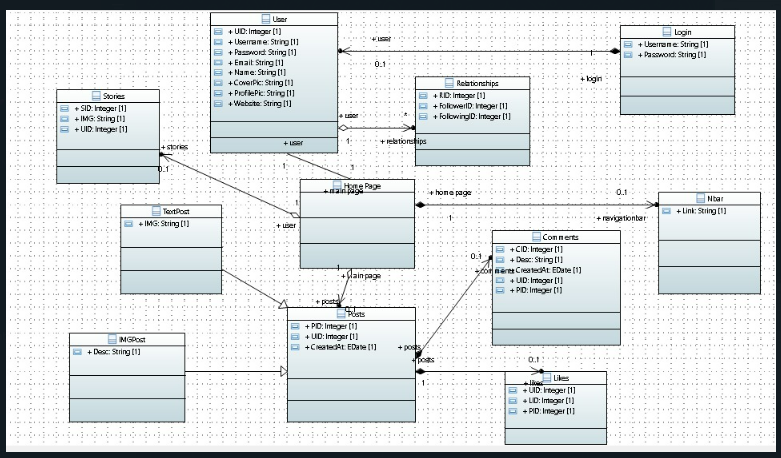 User
+ UID: Integer [1]
+ Username: String [1]
+ Password: String [1]
+ Email: String [1]
+ Name: String [1]
+ CoverPic: String [1]
+ ProfilePic: String [1]
+ Website: String [1]
+ user
0..1
1
+ login
Login
+ Username: String [1]
+ Password: String [1]
Stories
+ SID: Integer [1]
+ IMG: String [1]
+ UID: Integer [1]
Relationships
+ RID: Integer [1]
+ FollowerID: Integer [1]
+ FollowingID: Integer [1]
+ user
1
*
+ relationships
+ stories
0..1
+ user
1
1
+ main page
Home Page
1
+ user
+ home page
1
0..1
+ navigationbar
Nbar
+ Link: String [1]
TextPost
+ IMG: String [1]
Comments
+ CID: Integer [1]
+ Desc: String [1]
+ CreatedAt: EDate [1]
+ UID: Integer [1]
+ PID: Integer [1]
0..1
+ comments
1
+ main page
+ posts
0..1
Posts
+ PID: Integer [1]
+ UID: Integer [1]
+ CreatedAt: EDate [1]
IMGPost
+ Desc: String [1]
+ posts
+ posts
1
0..1
+ likes
Likes
+ UID: Integer [1]
+ LID: Integer [1]
+ PID: Integer [1]